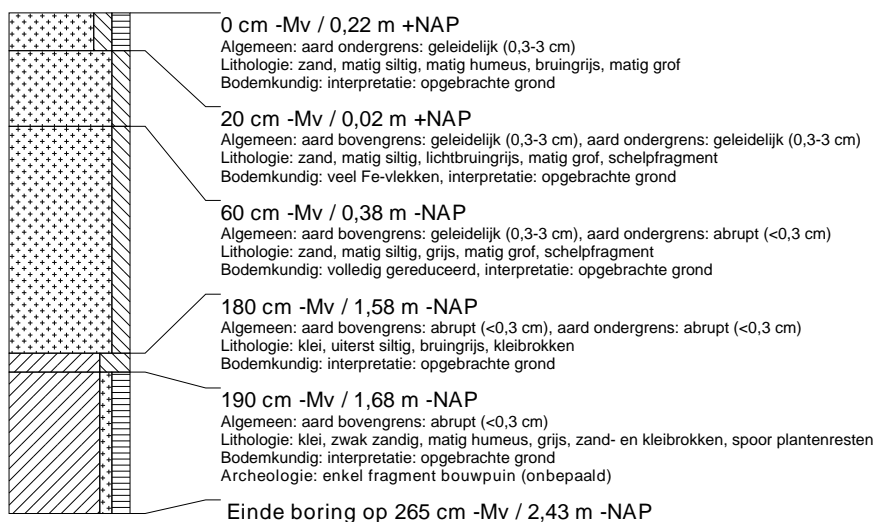 0 cm -Mv / 0,22 m +NAP
Algemeen: aard ondergrens: geleidelijk (0,3-3 cm)
Lithologie: zand, matig siltig, matig humeus, bruingrijs, matig grof
Bodemkundig: interpretatie: opgebrachte grond
20 cm -Mv / 0,02 m +NAP
Algemeen: aard bovengrens: geleidelijk (0,3-3 cm), aard ondergrens: geleidelijk (0,3-3 cm)
Lithologie: zand, matig siltig, lichtbruingrijs, matig grof, schelpfragment
Bodemkundig: veel Fe-vlekken, interpretatie: opgebrachte grond
60 cm -Mv / 0,38 m -NAP
Algemeen: aard bovengrens: geleidelijk (0,3-3 cm), aard ondergrens: abrupt (<0,3 cm)
Lithologie: zand, matig siltig, grijs, matig grof, schelpfragment
Bodemkundig: volledig gereduceerd, interpretatie: opgebrachte grond
180 cm -Mv / 1,58 m -NAP
Algemeen: aard bovengrens: abrupt (<0,3 cm), aard ondergrens: abrupt (<0,3 cm)
Lithologie: klei, uiterst siltig, bruingrijs, kleibrokken
Bodemkundig: interpretatie: opgebrachte grond
190 cm -Mv / 1,68 m -NAP
Algemeen: aard bovengrens: abrupt (<0,3 cm)
Lithologie: klei, zwak zandig, matig humeus, grijs, zand- en kleibrokken, spoor plantenresten
Bodemkundig: interpretatie: opgebrachte grond
Archeologie: enkel fragment bouwpuin (onbepaald)
Einde boring op 265 cm -Mv / 2,43 m -NAP